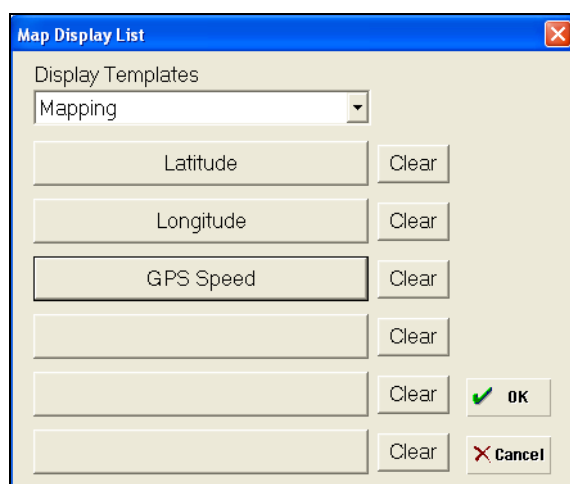 Map Display List
Display Templates
Mapping
Latitude Clear
Longitude Clear
GPS Speed Clear
Clear
Clear OK
Clear Cancel